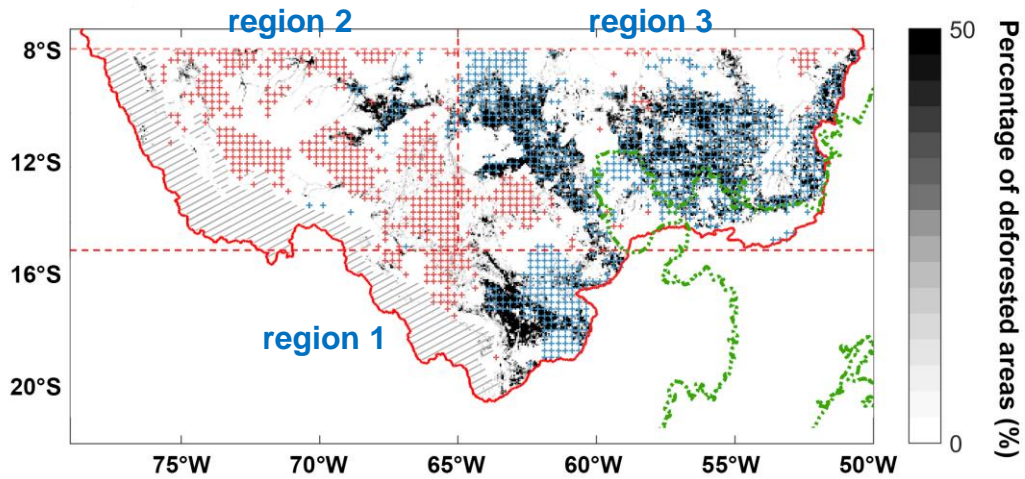 region 2
region 3
8°S
12°S
16°S
20°S
region 1
75°W
70°W
65°W
60°W
55°W
50°W
50
0
Percentage of deforested areas (%)